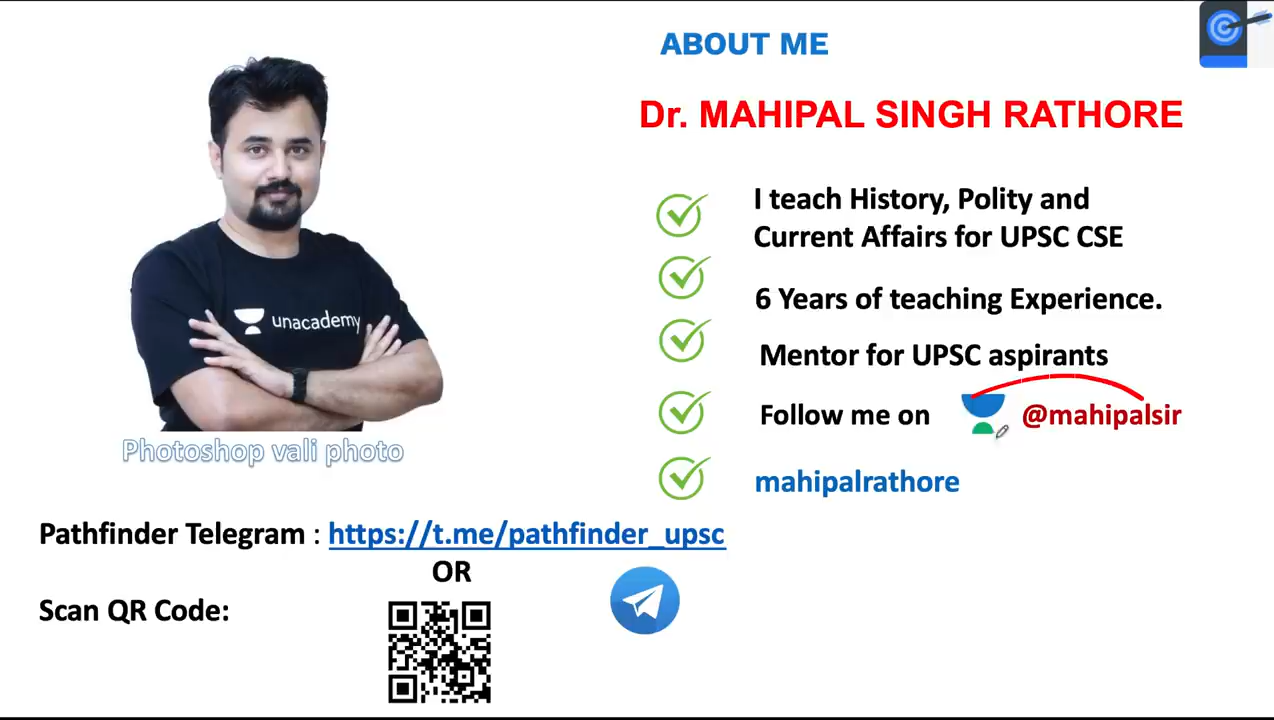 ABOUT ME
Dr. MAHIPAL SINGH RATHORE
I teach History, Polity and
Current Affairs for UPSC CSE
6 Years of teaching Experience.
Mentor for UPSC aspirants
Follow me on @mahipalsir
mahipalrathore
unacademy
Photoshop vali photo
Pathfinder Telegram : https://t.me/pathfinder_upsc
OR
Scan QR Code: